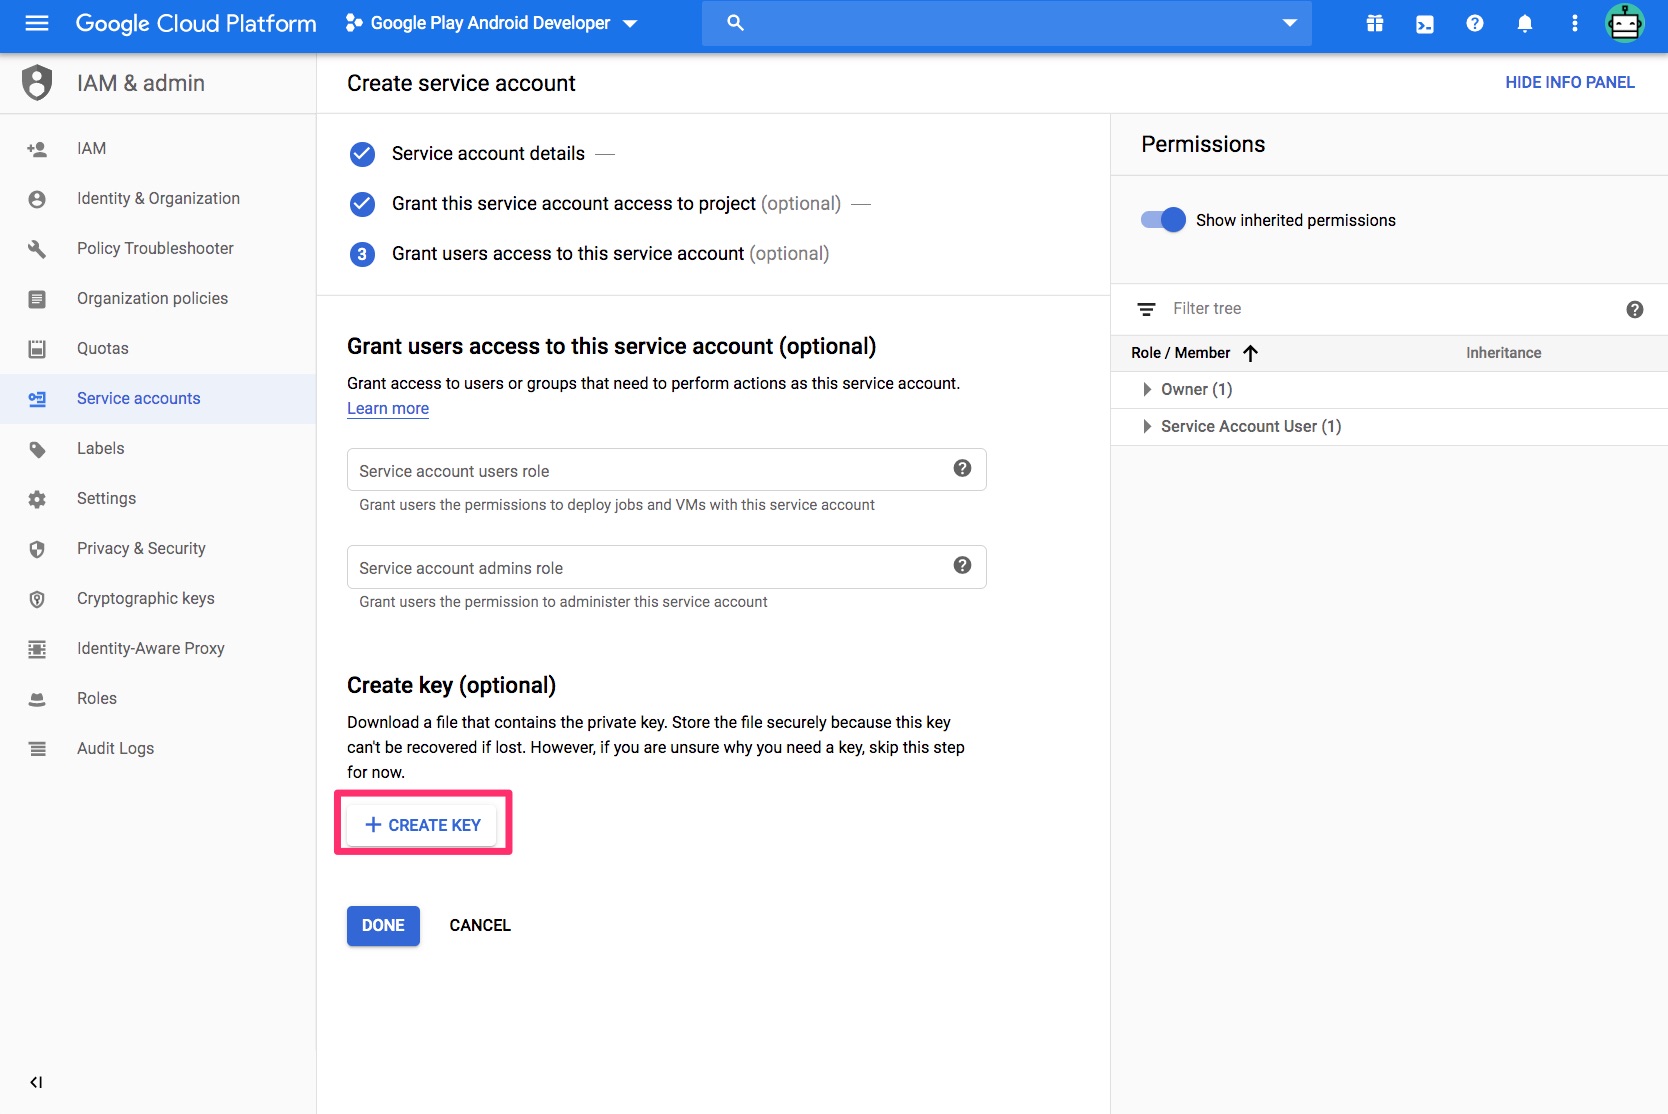 Google Cloud Platform
Google Play Android Developer
IAM & admin
Create service account
HIDE INFO PANEL
IAM
Identity & Organization
Policy Troubleshooter
Organization policies
Quotas
Service accounts
Labels
Settings
Privacy & Security
Cryptographic keys
Identity-Aware Proxy
Roles
Audit Logs
Service account details —
Grant this service account access to project (optional) —
3 Grant users access to this service account (optional)
Grant users access to this service account (optional)
Grant access to users or groups that need to perform actions as this service account.
Learn more
Service account users role
Grant users the permissions to deploy jobs and VMs with this service account
Service account admins role
Grant users the permission to administer this service account
Create key (optional)
Download a file that contains the private key. Store the file securely because this key
can't be recovered if lost. However, if you are unsure why you need a key, skip this step
for now.
+ CREATE KEY
DONE CANCEL
Permissions
Show inherited permissions
Filter tree
Role / Member Inheritance
Owner (1)
Service Account User (1)